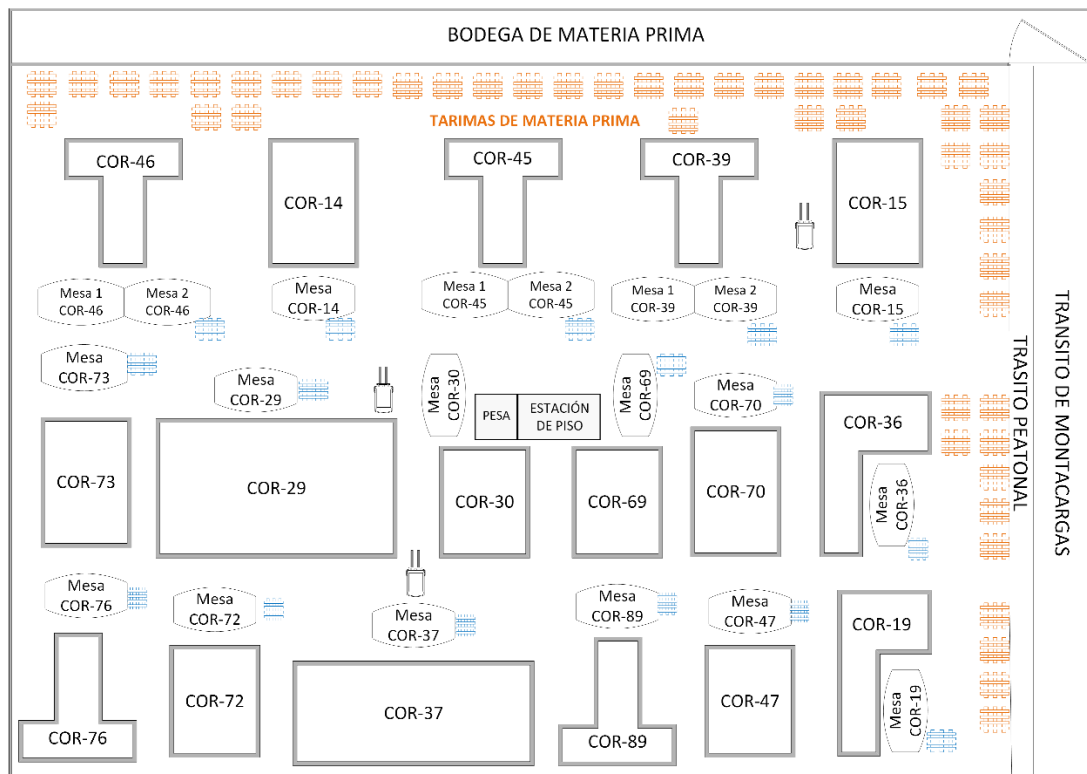 BODEGA DE MATERIA PRIMA
TARIMAS DE MATERIA PRIMA
COR-46
COR-14
COR-45
COR-39
COR-15
Mesa 1
COR-46
Mesa 2
COR-46
Mesa
COR-14
Mesa 1
COR-45
Mesa 2
COR-45
Mesa 1
COR-39
Mesa 2
COR-39
Mesa
COR-15
Mesa
COR-73
Mesa
COR-29
Mesa
COR-30
PESA
ESTACIÓN
DE PISO
Mesa
COR-69
Mesa
COR-70
COR-36
COR-73
COR-29
COR-30
COR-69
COR-70
Mesa
COR-36
TRASITO PEATONAL
TRANSITO DE MONTACARGAS
Mesa
COR-76
Mesa
COR-72
Mesa
COR-37
Mesa
COR-89
Mesa
COR-47
COR-19
COR-76
COR-72
COR-37
COR-89
COR-47
Mesa
COR-19